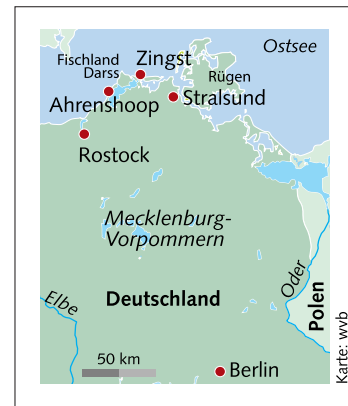 Ostsee
Zingst
Fischland
Darss
Rügen
Ahrenshoop
Stralsund
Rostock
Mecklenburg-
Vorpommern
Oder
Elbe
Deutschland
Polen
50 km
Berlin
Karte: wvb